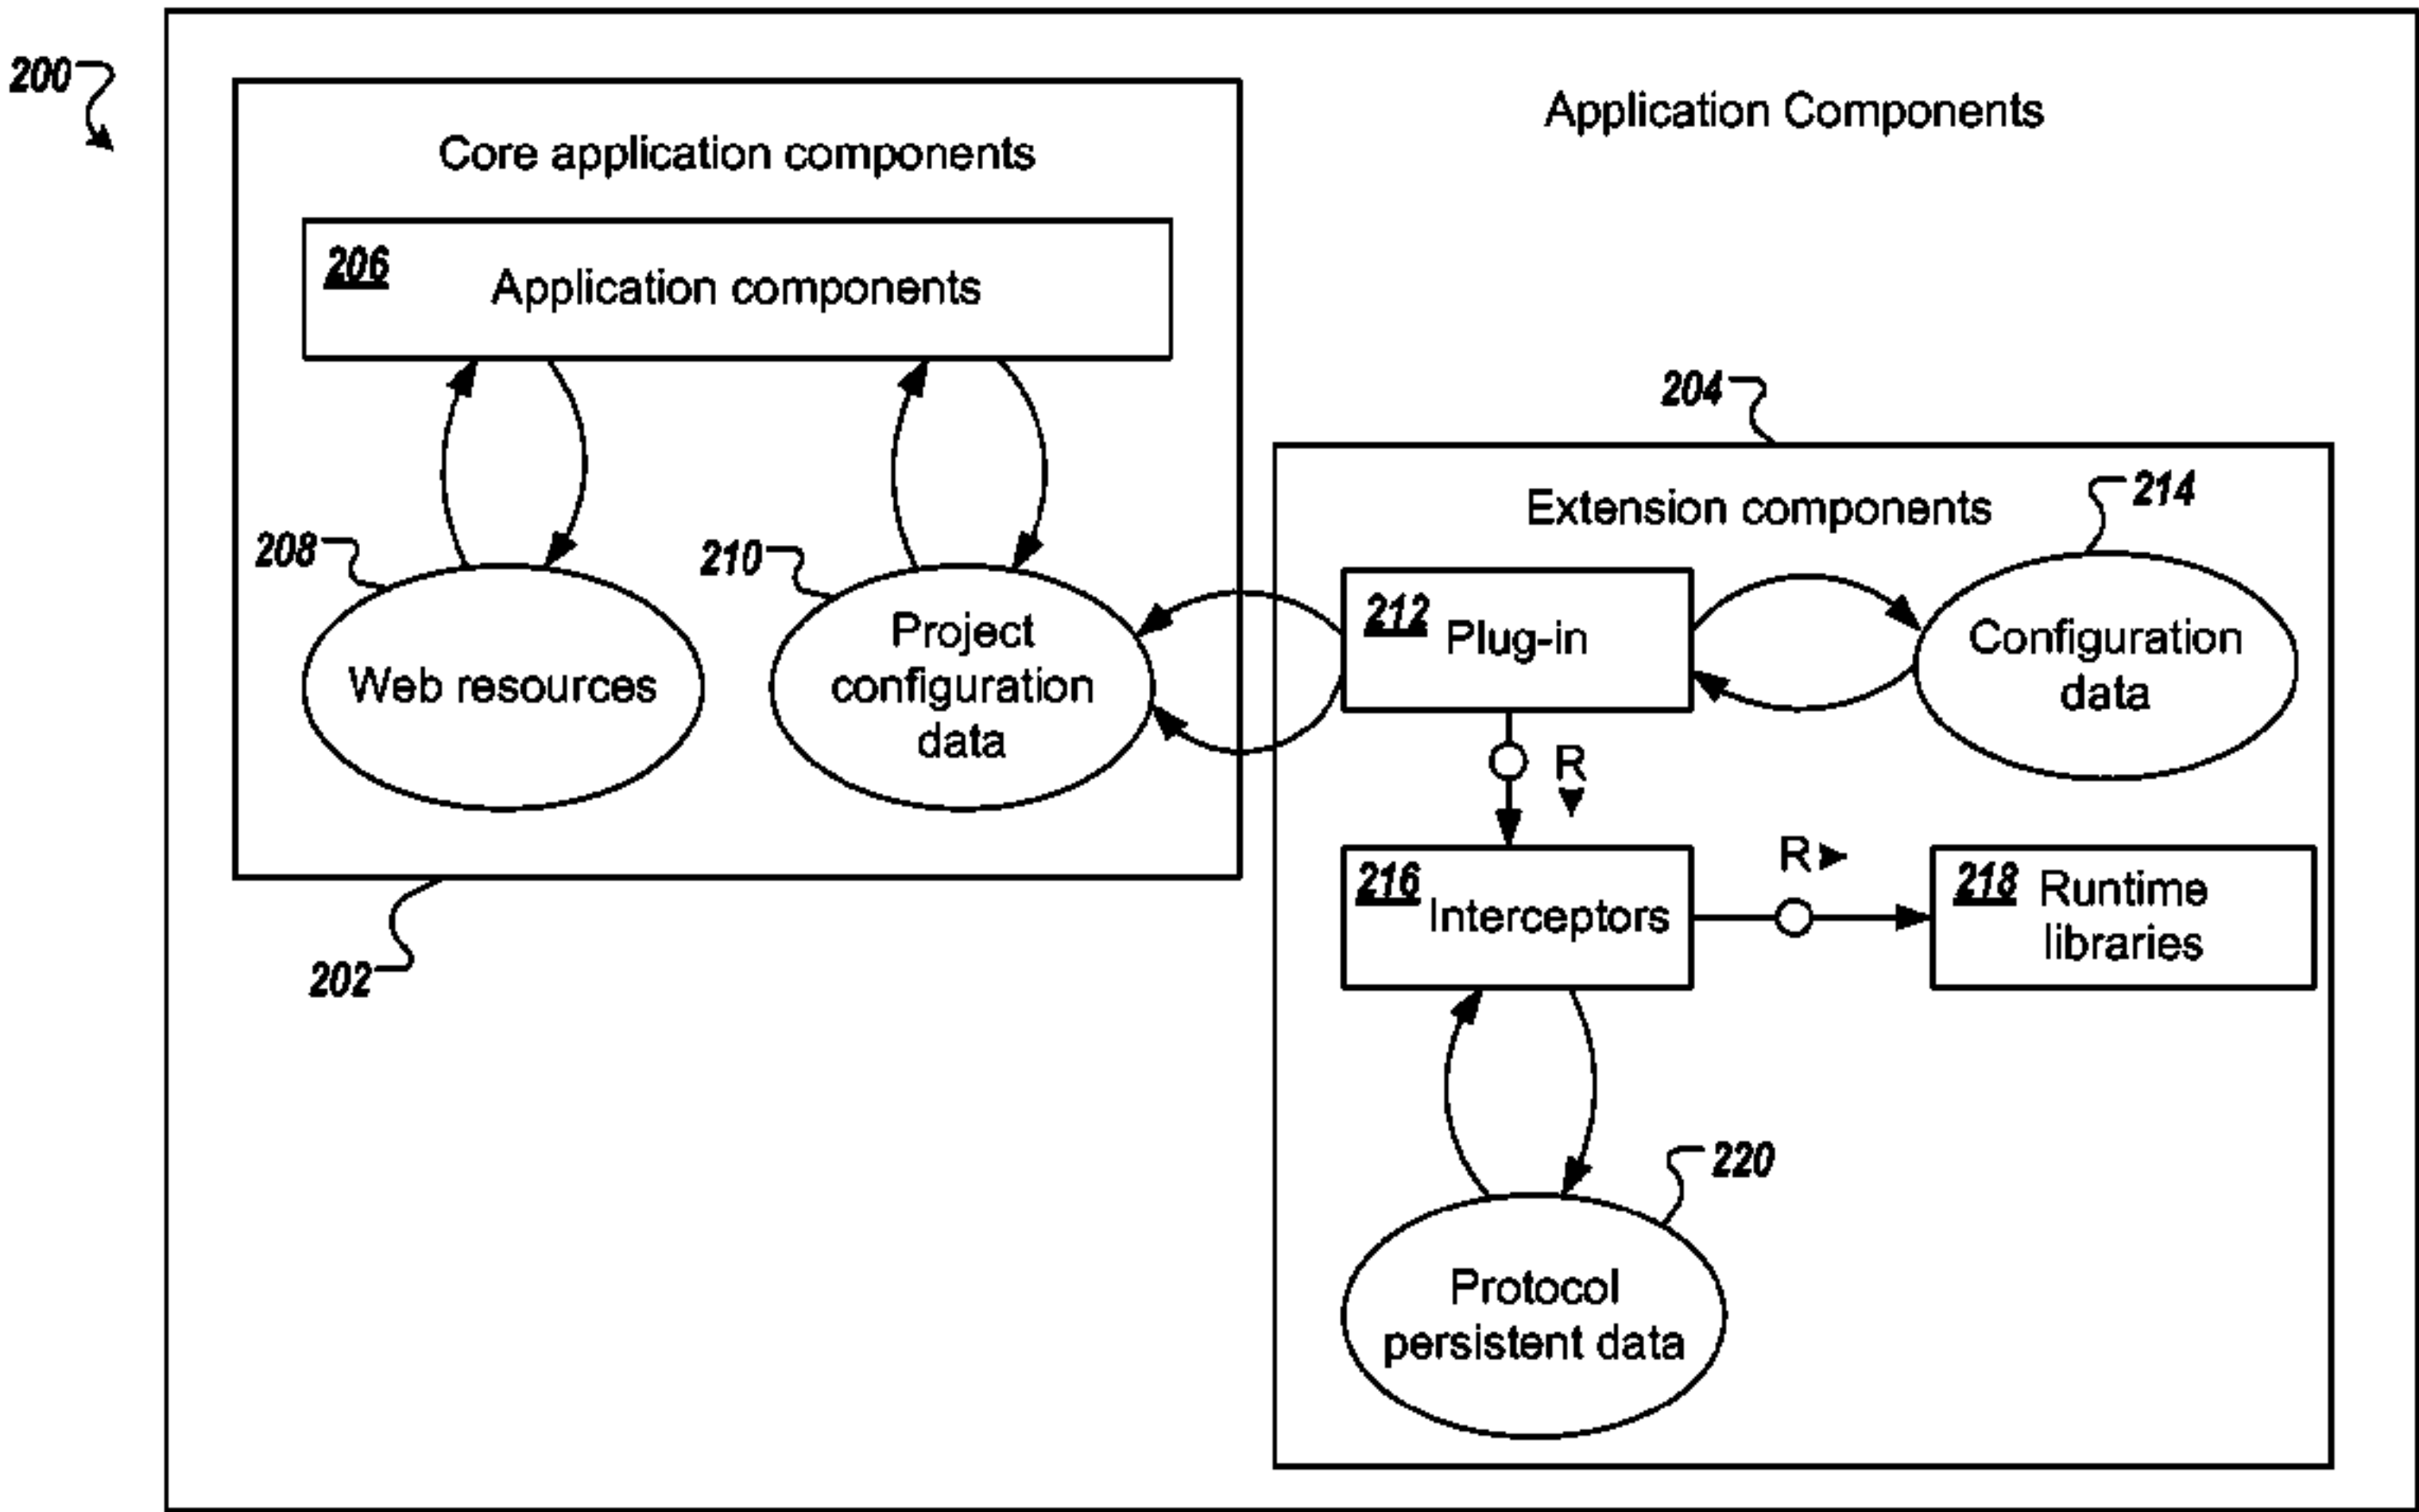 200
Application Components
Core application components
206
Application components
204
208
210
Web resources
Project
configuration
data
202
Extension components
214
212
Plug-in
Configuration
data
R
216
Interceptors
R
218
Runtime
libraries
220
Protocol
persistent data